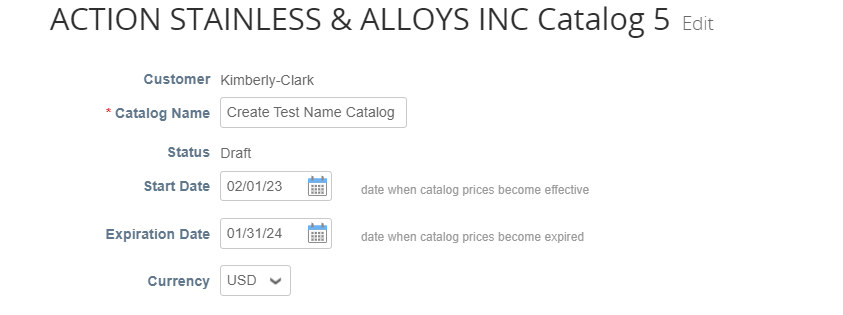 ACTION STAINLESS & ALLOYS INC Catalog 5 Edit
Customer Kimberly-Clark
* Catalog Name Create Test Name Catalog
Status Draft
Start Date 02/01/23 date when catalog prices become effective
Expiration Date 01/31/24 date when catalog prices become expired
Currency USD